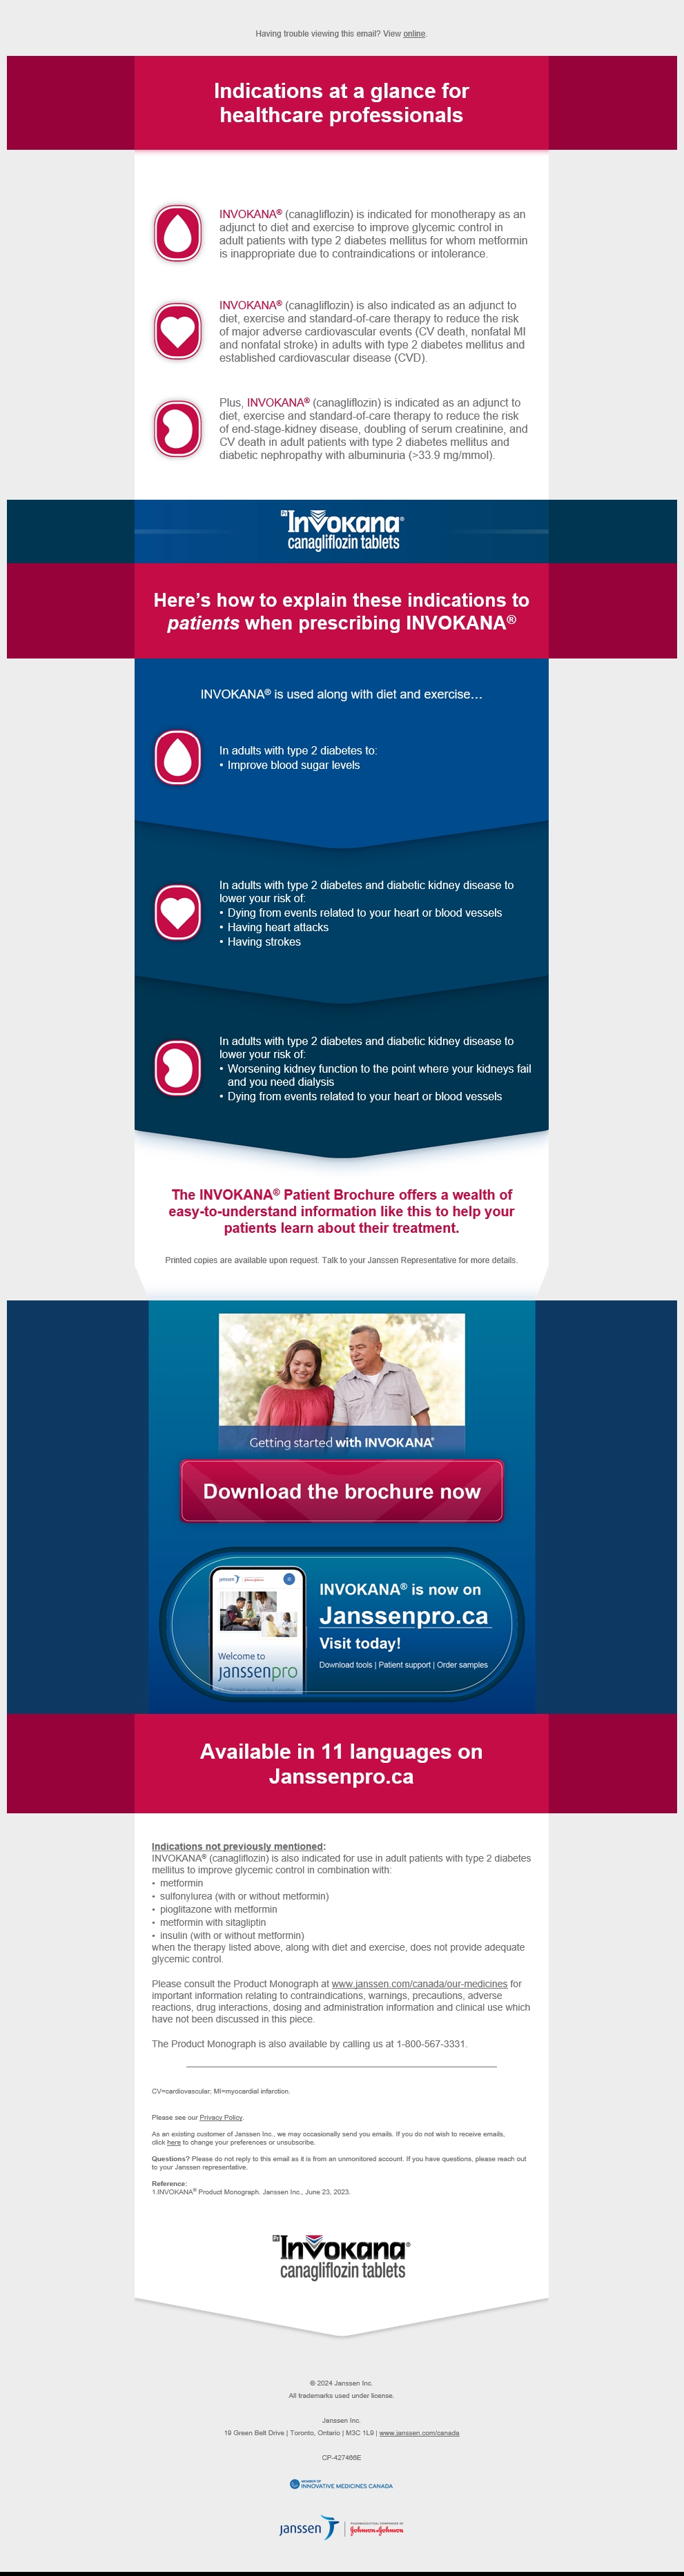 Having trouble viewing this email? View online.
Indications at a glance for
healthcare professionals
INVOKANA® (canagliflozin) is indicated for monotherapy as an
adjunct to diet and exercise to improve glycemic control in
adult patients with type 2 diabetes mellitus for whom metformin
is inappropriate due to contraindications or intolerance.
INVOKANA® (canagliflozin) is also indicated as an adjunct to
diet, exercise and standard-of-care therapy to reduce the risk
of major adverse cardiovascular events (CV death, nonfatal MI
and nonfatal stroke) in adults with type 2 diabetes mellitus and
established cardiovascular disease (CVD).
Plus, INVOKANA® (canagliflozin) is indicated as an adjunct to
diet, exercise and standard-of-care therapy to reduce the risk
of end-stage-kidney disease, doubling of serum creatinine, and
CV death in adult patients with type 2 diabetes mellitus and
diabetic nephropathy with albuminuria (>33.9 mg/mmol).
Pr Invokana®
canagliflozin tablets
Here's how to explain these indications to
patients when prescribing INVOKANA®
INVOKANA® is used along with diet and exercise…
In adults with type 2 diabetes to:
• Improve blood sugar levels
In adults with type 2 diabetes and diabetic kidney disease to
lower your risk of:
• Dying from events related to your heart or blood vessels
• Having heart attacks
• Having strokes
In adults with type 2 diabetes and diabetic kidney disease to
lower your risk of:
• Worsening kidney function to the point where your kidneys fail
and you need dialysis
• Dying from events related to your heart or blood vessels
The INVOKANA® Patient Brochure offers a wealth of
easy-to-understand information like this to help your
patients learn about their treatment.
Printed copies are available upon request. Talk to your Janssen Representative for more details.
Getting started with INVOKANA®
Download the brochure now
janssen
Welcome to
janssenpro
INVOKANA® is now on
Janssenpro.ca
Visit today!
Download tools | Patient support | Order samples
Available in 11 languages on
Janssenpro.ca
Indications not previously mentioned:
INVOKANA® (canagliflozin) is also indicated for use in adult patients with type 2 diabetes
mellitus to improve glycemic control in combination with:
• metformin
• sulfonylurea (with or without metformin)
• pioglitazone with metformin
• metformin with sitagliptin
• insulin (with or without metformin)
when the therapy listed above, along with diet and exercise, does not provide adequate
glycemic control.
Please consult the Product Monograph at www.janssen.com/canada/our-medicines for
important information relating to contraindications, warnings, precautions, adverse
reactions, drug interactions, dosing and administration information and clinical use which
have not been discussed in this piece.
The Product Monograph is also available by calling us at 1-800-567-3331.
CV=cardiovascular; MI=myocardial infarction.
Please see our Privacy Policy.
As an existing customer of Janssen Inc., we may occasionally send you emails. If you do not wish to receive emails,
click here to change your preferences or unsubscribe.
Questions? Please do not reply to this email as it is from an unmonitored account. If you have questions, please reach out
to your Janssen representative.
Reference:
1.INVOKANA® Product Monograph. Janssen Inc., June 23, 2023.
Pr Invokana®
canagliflozin tablets
© 2024 Janssen Inc.
All trademarks used under license.
Janssen Inc.
19 Green Belt Drive | Toronto, Ontario | M3C 1L9 | www.janssen.com/canada
CP-427466E
MEMBER OF
INNOVATIVE MEDICINES CANADA
janssen
PHARMACEUTICAL COMPANIES OF
Johnson & Johnson